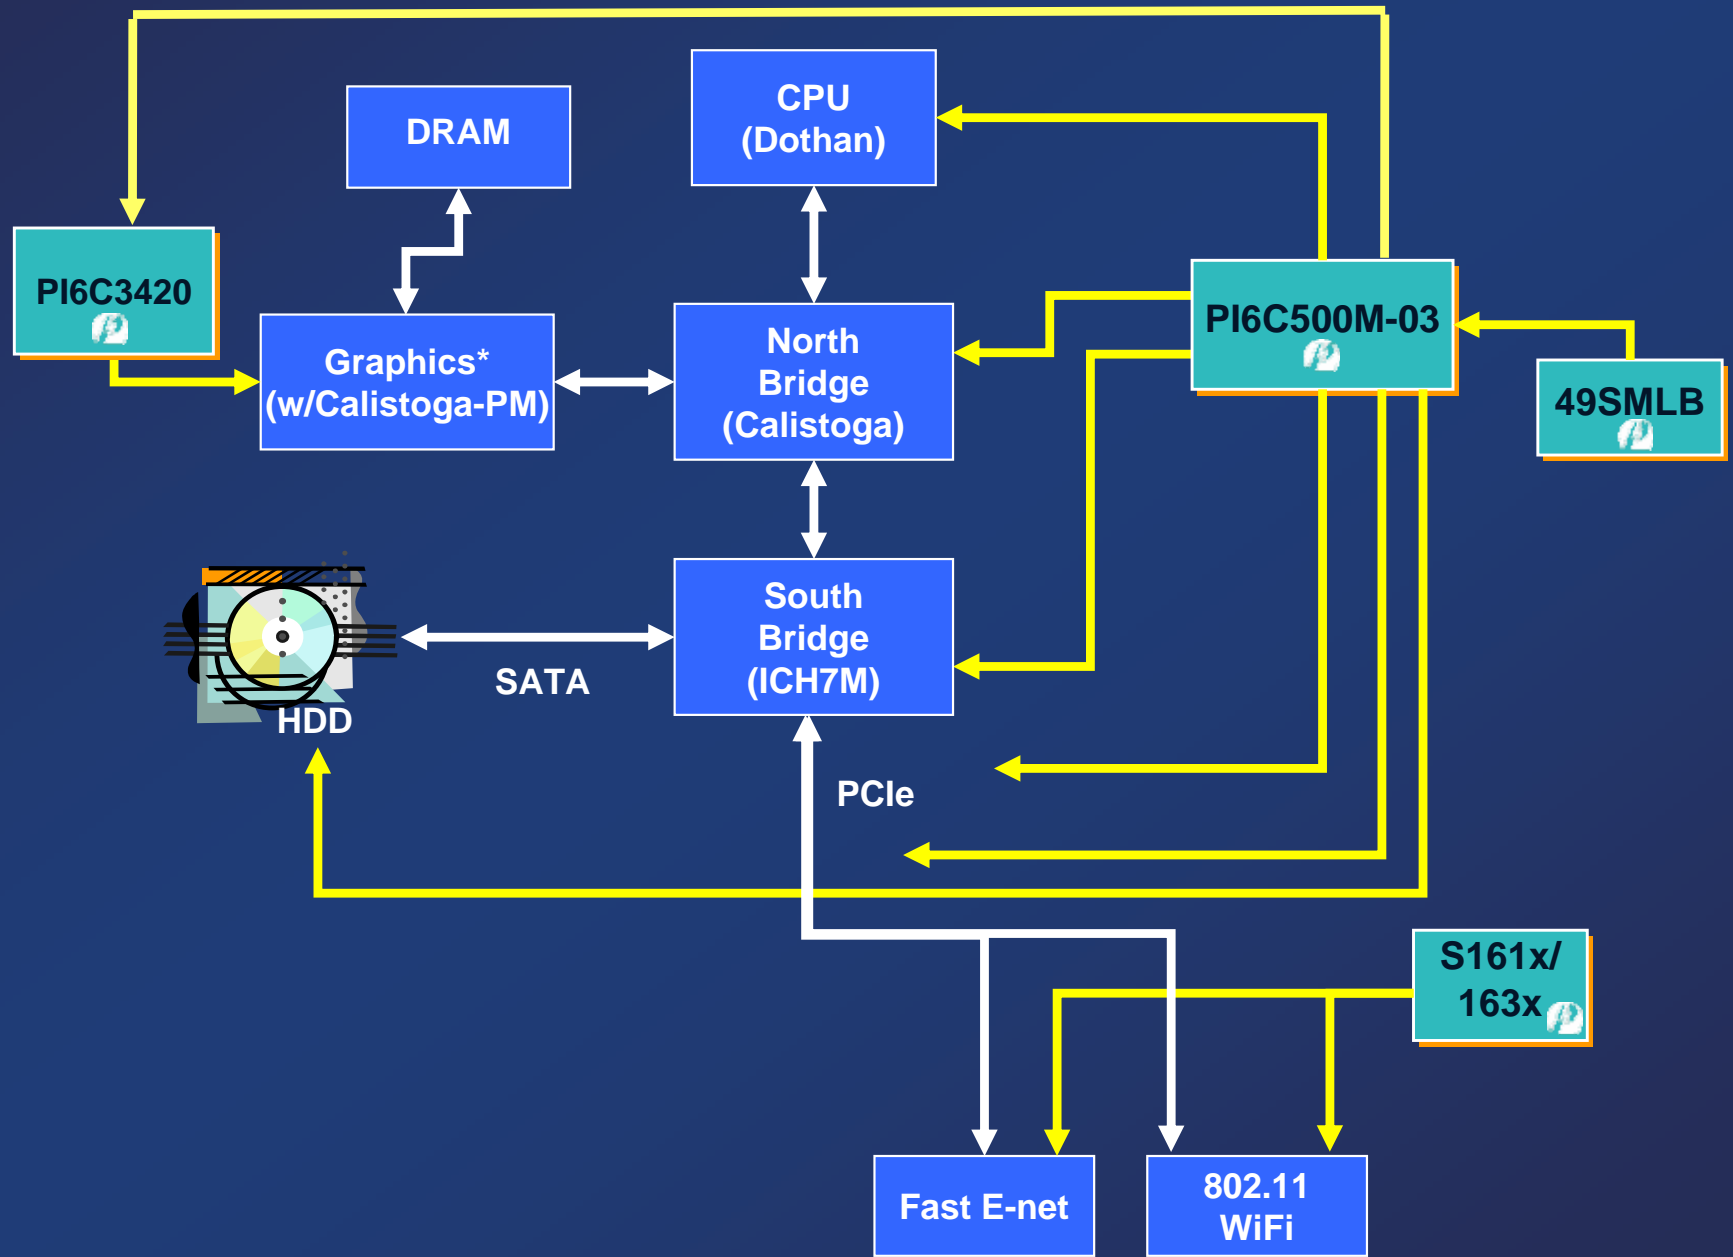 CPU
(Dothan)
DRAM
PI6C3420
PI6C500M-03
North
Bridge
(Calistoga)
Graphics*
(w/Calistoga-PM)
49SMLB
South
Bridge
(ICH7M)
SATA
HDD
PCIe
S161x/
163x
Fast E-net
802.11
WiFi